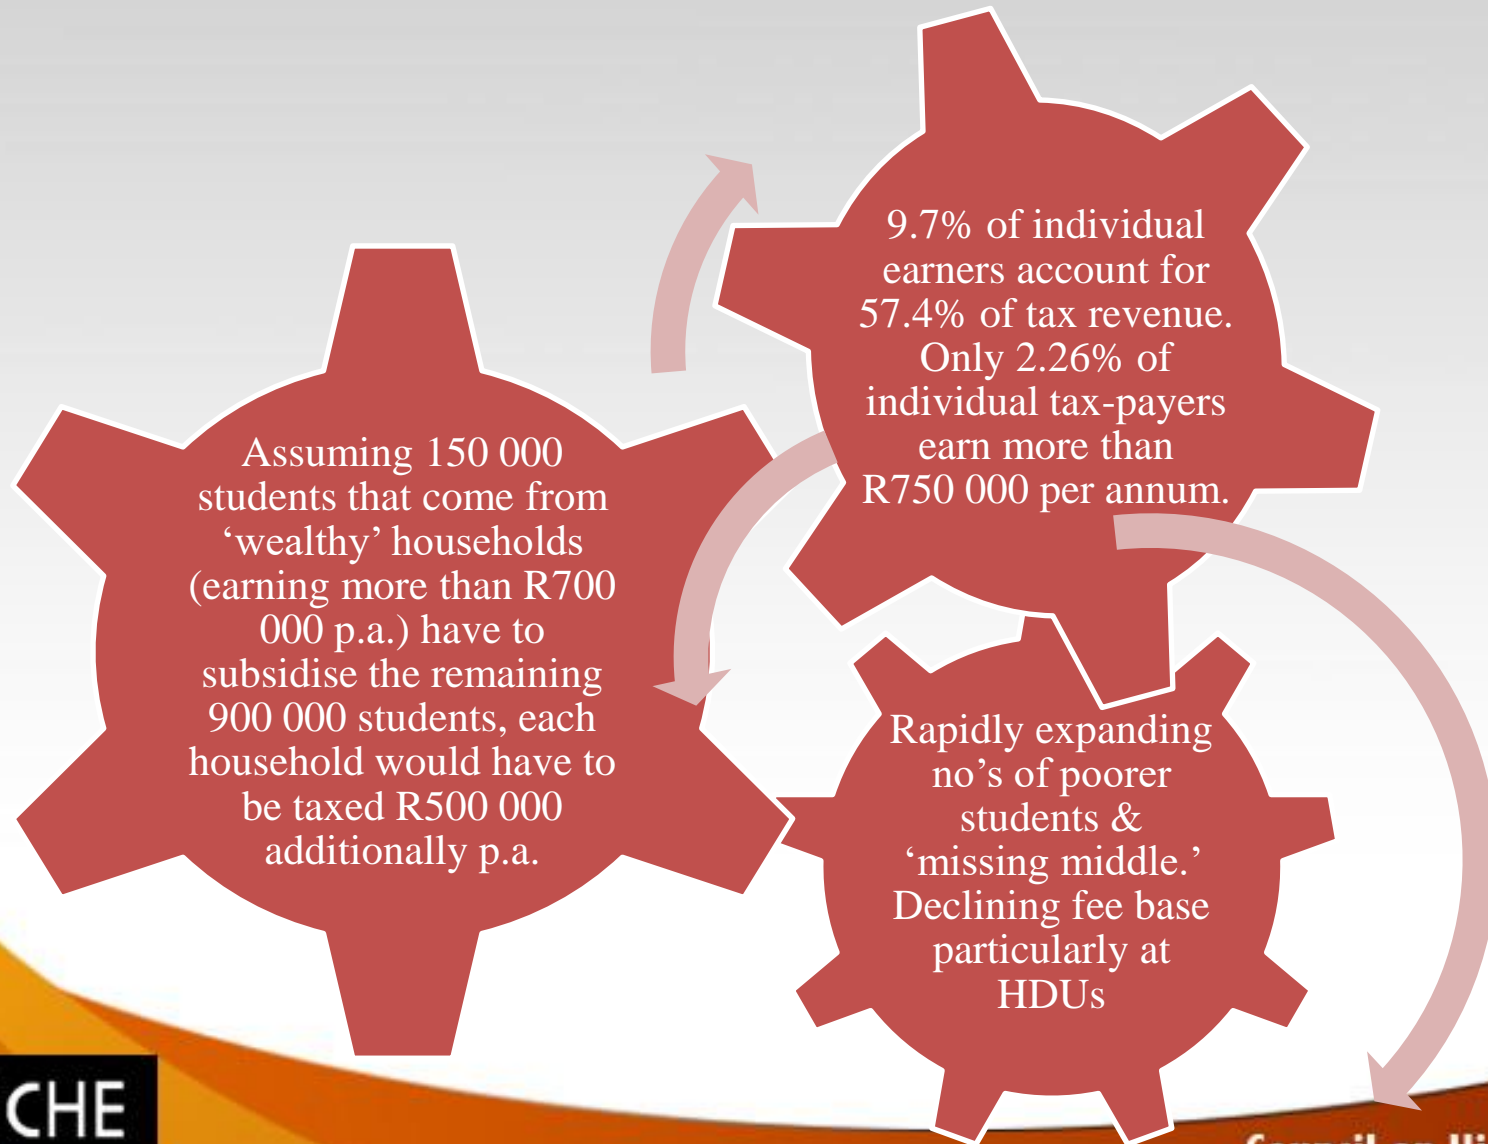 9.7% of individual
earners account for
57.4% of tax revenue.
Only 2.26% of
individual tax-payers
earn more than
R750 000 per annum.
Assuming 150 000
students that come from
‘wealthy’ households
(earning more than R700
000 p.a.) have to
subsidise the remaining
900 000 students, each
household would have to
be taxed R500 000
additionally p.a.
Rapidly expanding
no’s of poorer
students &
‘missing middle.’
Declining fee base
particularly at
HDUs
CHE